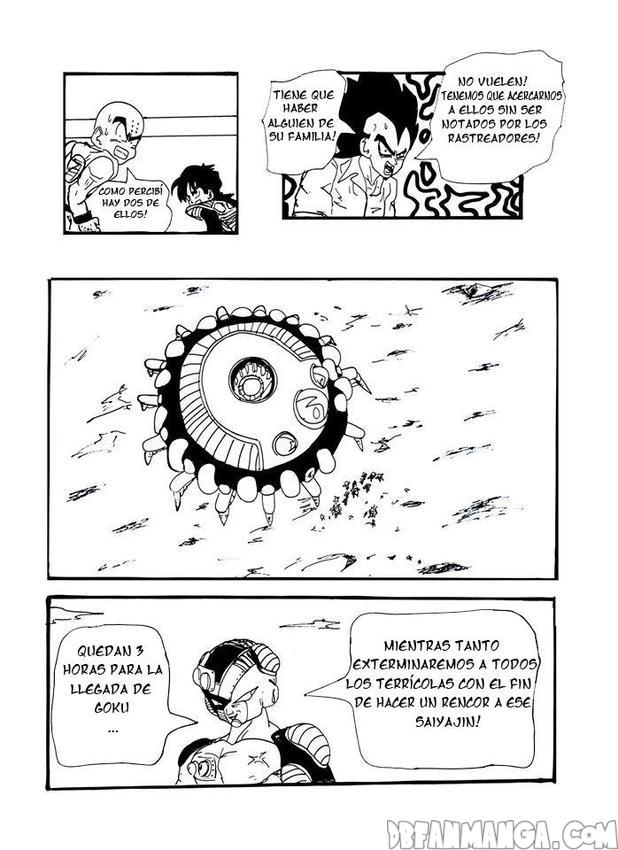 COMO PERCIBÍ
HAY DOS DE
ELLOS!
TIENE QUE
HABER
ALGUIEN DE
SU FAMILIA!
NO VUELEN!
TENEMOS QUE ACERCARNOS
A ELLOS SIN SER
NOTADOS POR LOS
RASTREADORES!
QUEDAN 3
HORAS PARA LA
LLEGADA DE
GOKU
...
MIENTRAS TANTO
EXTERMINAREMOS A TODOS
LOS TERRÍCOLAS CON EL FIN
DE HACER UN RENCOR A ESE
SAIYAJIN!
DBFANMANGA.COM